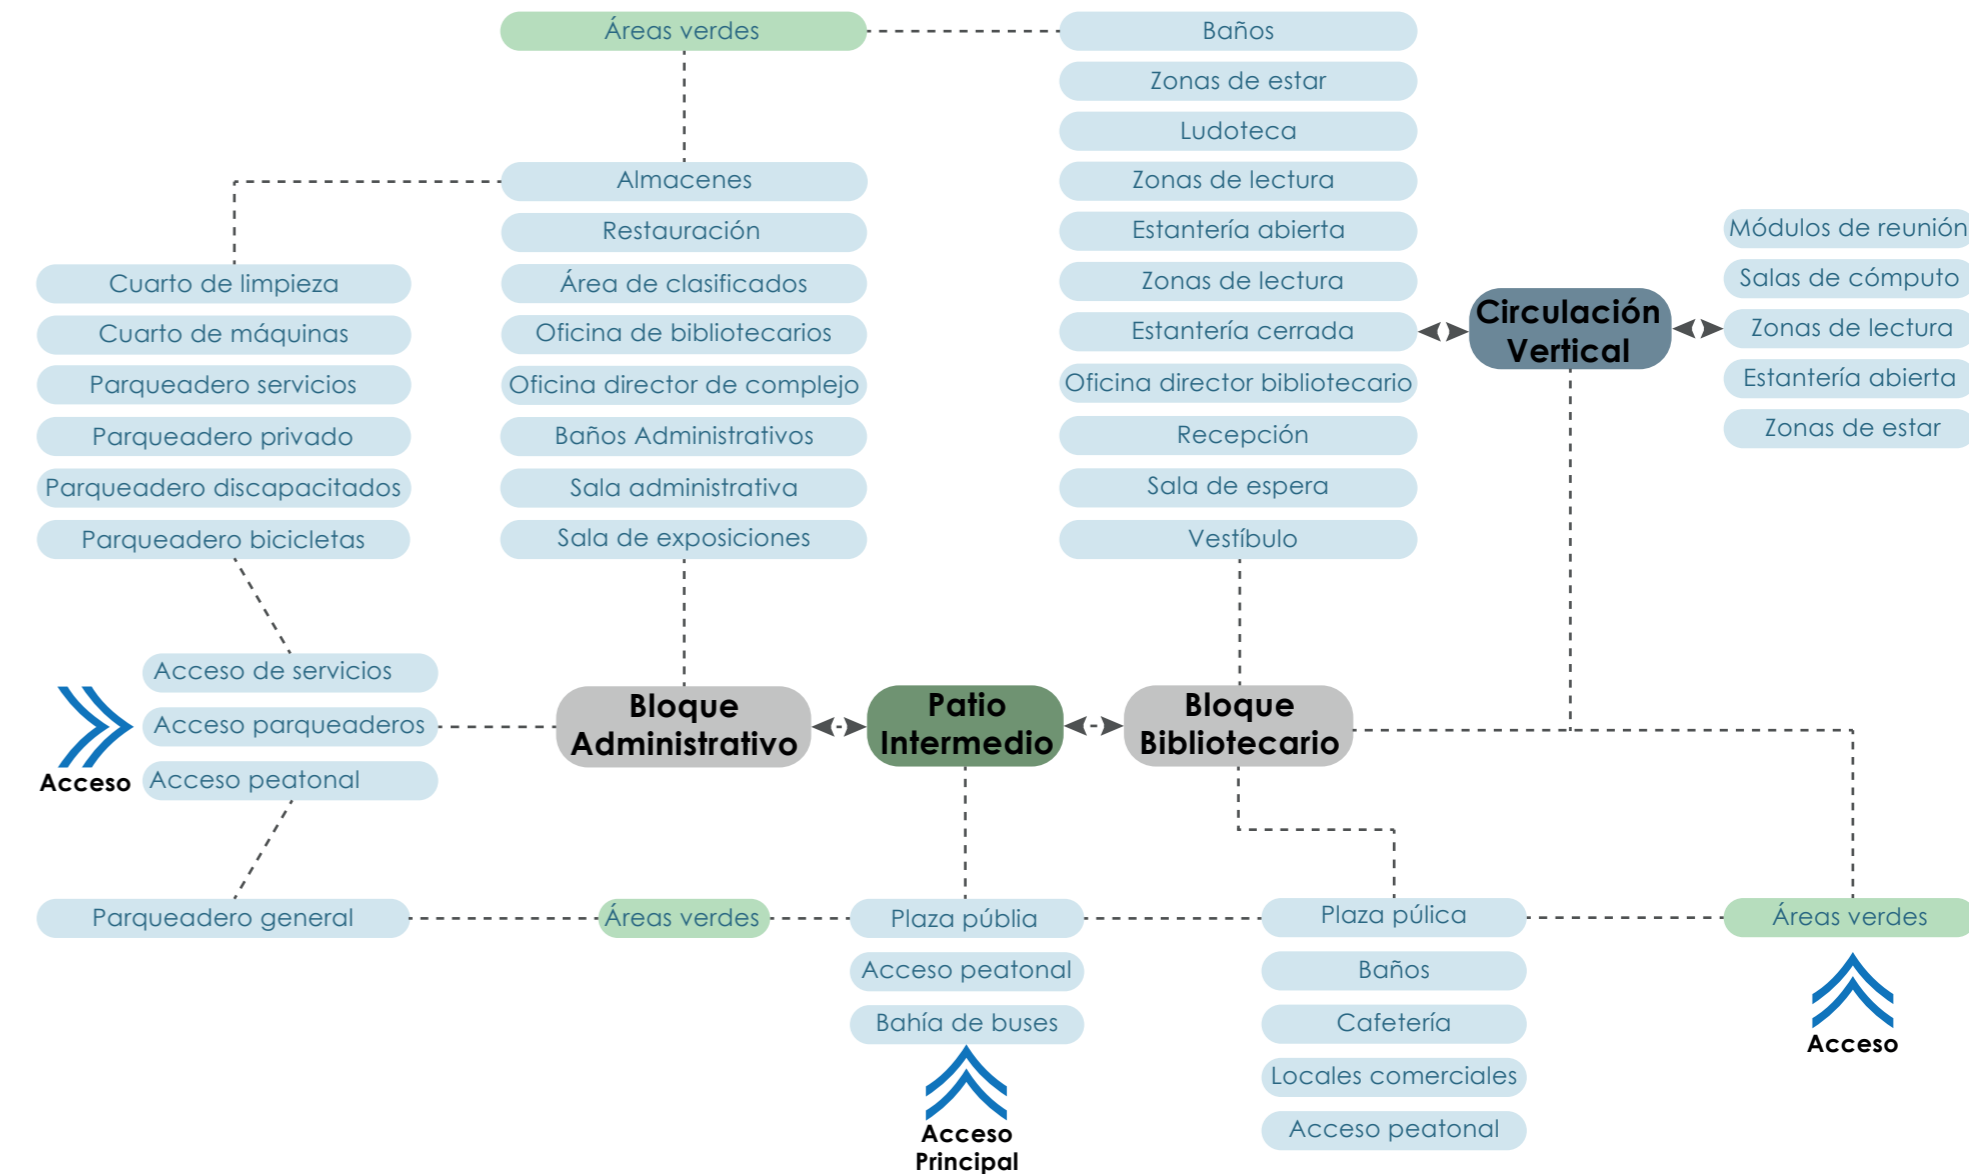 Áreas verdes
Baños
Zonas de estar
Ludoteca
Zonas de lectura
Estantería abierta
Zonas de lectura
Estantería cerrada
Oficina director bibliotecario
Recepción
Sala de espera
Vestíbulo
Almacenes
Restauración
Área de clasificados
Oficina de bibliotecarios
Oficina director de complejo
Baños Administrativos
Sala administrativa
Sala de exposiciones
Cuarto de limpieza
Cuarto de máquinas
Parqueadero servicios
Parqueadero privado
Parqueadero discapacitados
Parqueadero bicicletas
Circulación
Vertical
Módulos de reunión
Salas de cómputo
Zonas de lectura
Estantería abierta
Zonas de estar
Acceso de servicios
Acceso parqueaderos
Acceso peatonal
Acceso
Bloque
Administrativo
Patio
Intermedio
Bloque
Bibliotecario
Parqueadero general
Áreas verdes
Plaza públia
Acceso peatonal
Bahía de buses
Acceso
Principal
Plaza púlica
Baños
Cafetería
Locales comerciales
Acceso peatonal
Áreas verdes
Acceso